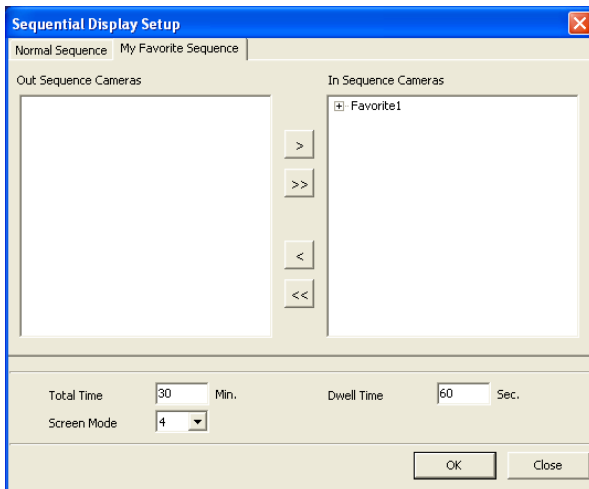 Sequential Display Setup
Normal Sequence My Favorite Sequence
Out Sequence Cameras In Sequence Cameras
Favorite1
>
>>
<
<<
Total Time 30 Min. Dwell Time 60 Sec.
Screen Mode 4
OK Close